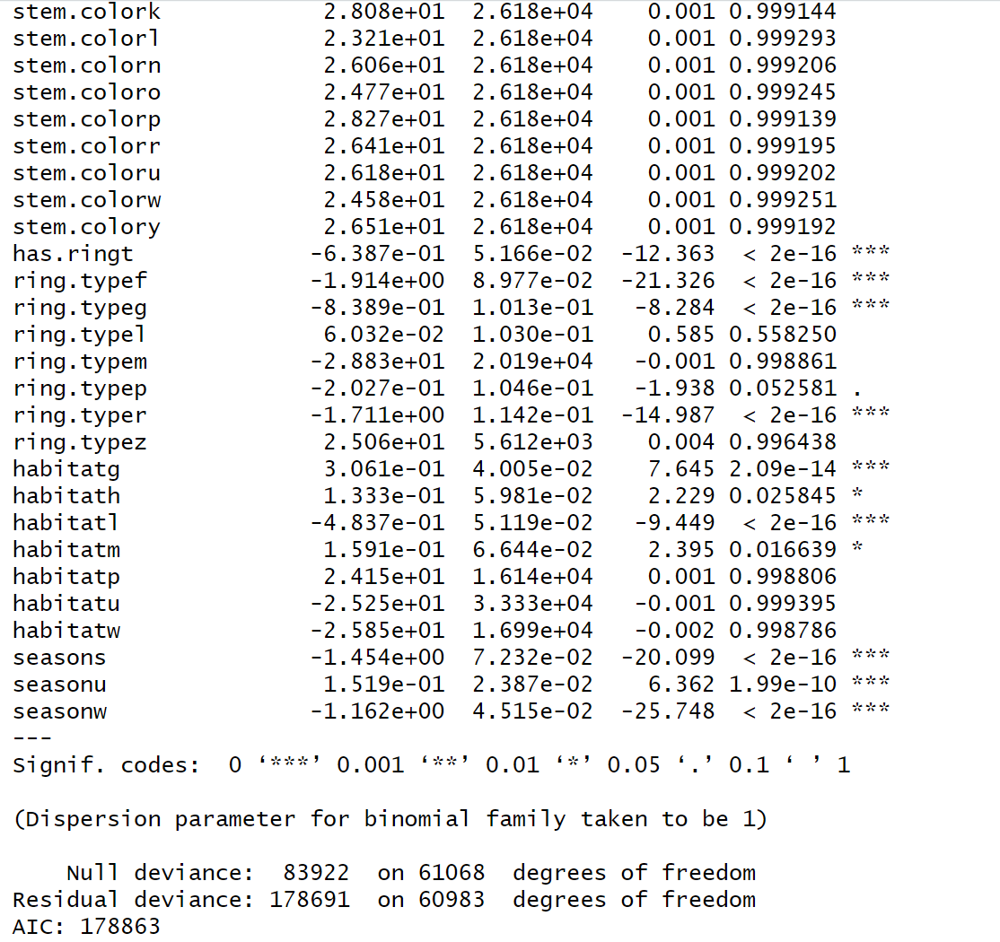 stem.colork 2.808e+01 2.618e+04 0.001 0.999144
stem.colorl 2.321e+01 2.618e+04 0.001 0.999293
stem.colorn 2.606e+01 2.618e+04 0.001 0.999206
stem.coloro 2.477e+01 2.618e+04 0.001 0.999245
stem.colorp 2.827e+01 2.618e+04 0.001 0.999139
stem.colorr 2.641e+01 2.618e+04 0.001 0.999195
stem.coloru 2.618e+01 2.618e+04 0.001 0.999202
stem.colorw 2.458e+01 2.618e+04 0.001 0.999251
stem.colory 2.651e+01 2.618e+04 0.001 0.999192
has.ringt -6.387e-01 5.166e-02 -12.363 < 2e-16 ***
ring.typef -1.914e+00 8.977e-02 -21.326 < 2e-16 ***
ring.typeg -8.389e-01 1.013e-01 -8.284 < 2e-16 ***
ring.typel 6.032e-02 1.030e-01 0.585 0.558250
ring.typem -2.883e+01 2.019e+04 -0.001 0.998861
ring.typep -2.027e-01 1.046e-01 -1.938 0.052581 .
ring.typer -1.711e+00 1.142e-01 -14.987 < 2e-16 ***
ring.typez 2.506e+01 5.612e+03 0.004 0.996438
habitatg 3.061e-01 4.005e-02 7.645 2.09e-14 ***
habitath 1.333e-01 5.981e-02 2.229 0.025845 *
habitatl -4.837e-01 5.119e-02 -9.449 < 2e-16 ***
habitatm 1.591e-01 6.644e-02 2.395 0.016639 *
habitatp 2.415e+01 1.614e+04 0.001 0.998806
habitatu -2.525e+01 3.333e+04 -0.001 0.999395
habitatw -2.585e+01 1.699e+04 -0.002 0.998786
seasons -1.454e+00 7.232e-02 -20.099 < 2e-16 ***
seasonu 1.519e-01 2.387e-02 6.362 1.99e-10 ***
seasonw -1.162e+00 4.515e-02 -25.748 < 2e-16 ***
---
Signif. codes: 0 ‘***’ 0.001 ‘**’ 0.01 ‘*’ 0.05 ‘.’ 0.1 ‘ ’ 1
(Dispersion parameter for binomial family taken to be 1)
Null deviance: 83922 on 61068 degrees of freedom
Residual deviance: 178691 on 60983 degrees of freedom
AIC: 178863